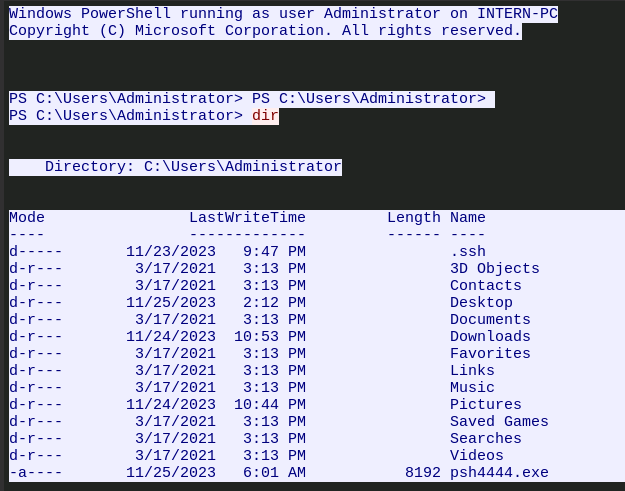 Windows PowerShell running as user Administrator on INTERN-PC
Copyright (C) Microsoft Corporation. All rights reserved.
PS C:\Users\Administrator> PS C:\Users\Administrator>
PS C:\Users\Administrator> dir
    Directory: C:\Users\Administrator
Mode                LastWriteTime         Length Name
----                -------------         ------ ----
d-----       11/23/2023   9:47 PM                .ssh
d-r---        3/17/2021   3:13 PM                3D Objects
d-r---        3/17/2021   3:13 PM                Contacts
d-r---       11/25/2023   2:12 PM                Desktop
d-r---        3/17/2021   3:13 PM                Documents
d-r---       11/24/2023  10:53 PM                Downloads
d-r---        3/17/2021   3:13 PM                Favorites
d-r---        3/17/2021   3:13 PM                Links
d-r---        3/17/2021   3:13 PM                Music
d-r---       11/24/2023  10:44 PM                Pictures
d-r---        3/17/2021   3:13 PM                Saved Games
d-r---        3/17/2021   3:13 PM                Searches
d-r---        3/17/2021   3:13 PM                Videos
-a----       11/25/2023   6:01 AM           8192 psh4444.exe